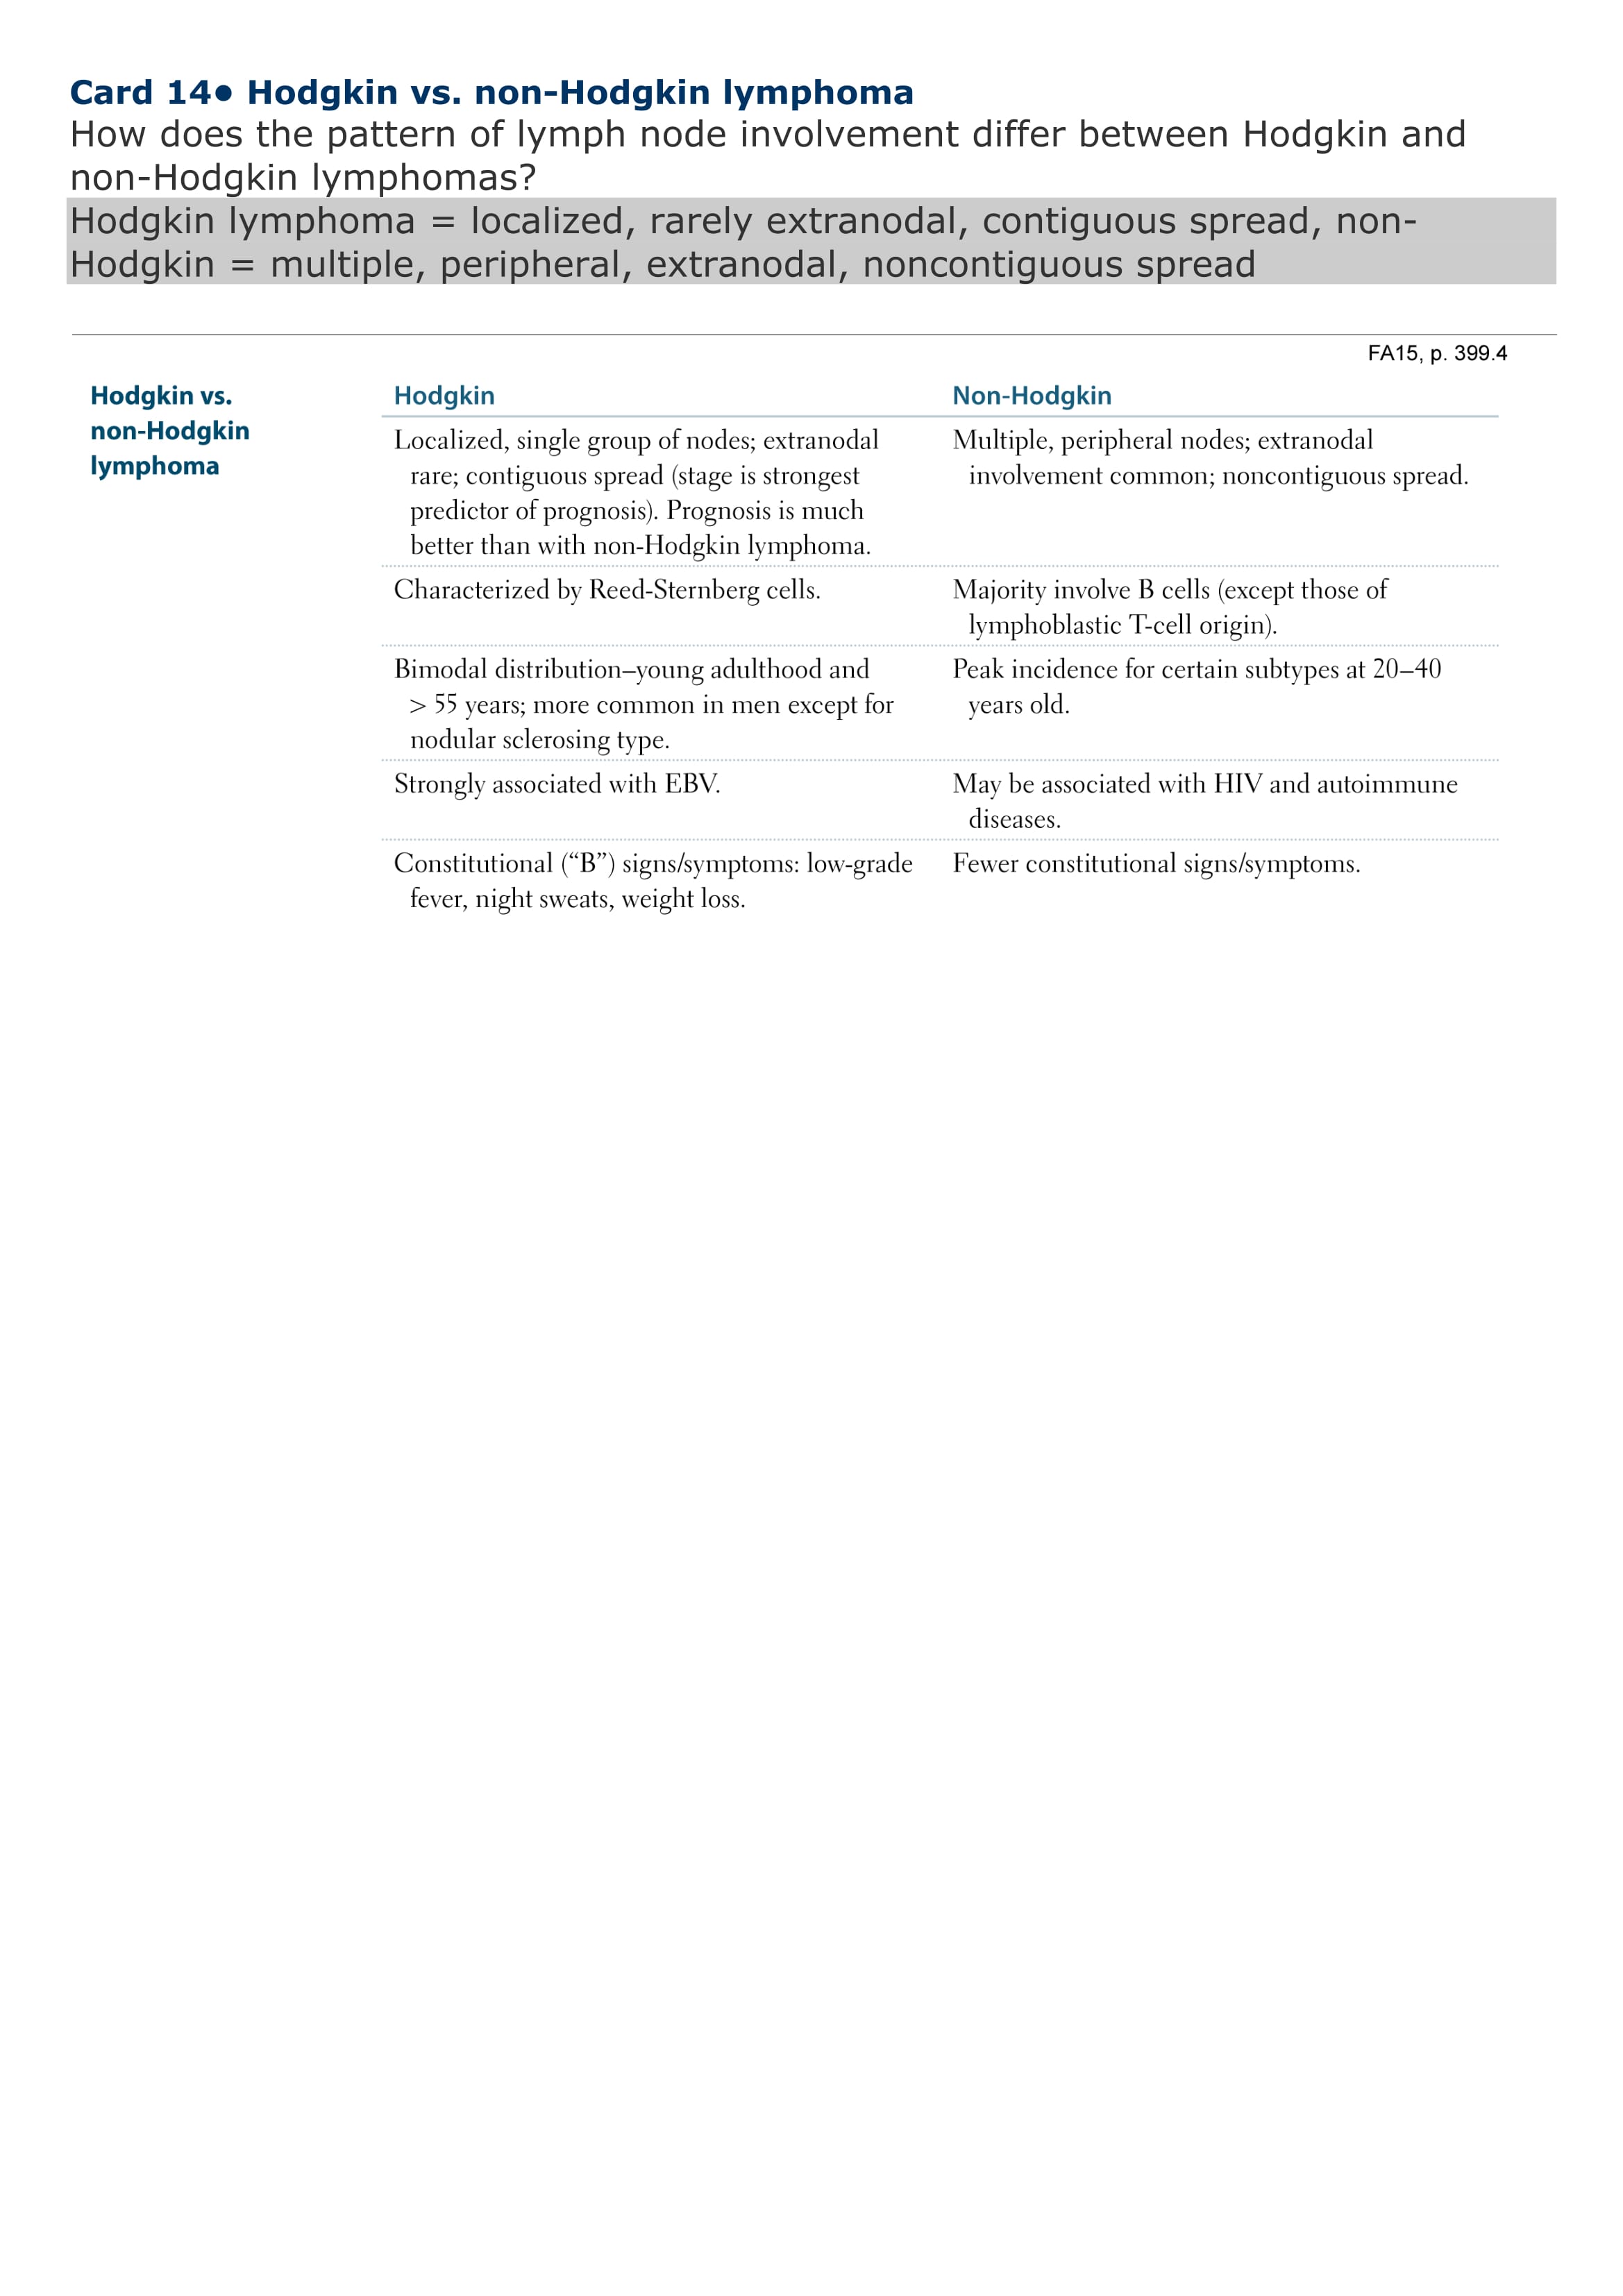 Card 14● Hodgkin vs. non-Hodgkin lymphoma
How does the pattern of lymph node involvement differ between Hodgkin and
non-Hodgkin lymphomas?
Hodgkin lymphoma = localized, rarely extranodal, contiguous spread, non-
Hodgkin = multiple, peripheral, extranodal, noncontiguous spread
FA15, p. 399.4
Hodgkin vs.
non-Hodgkin
lymphoma
Hodgkin
Non-Hodgkin
Localized, single group of nodes; extranodal
rare; contiguous spread (stage is strongest
predictor of prognosis). Prognosis is much
better than with non-Hodgkin lymphoma.
Multiple, peripheral nodes; extranodal
involvement common; noncontiguous spread.
Characterized by Reed-Sternberg cells.
Majority involve B cells (except those of
lymphoblastic T-cell origin).
Bimodal distribution–young adulthood and
> 55 years; more common in men except for
nodular sclerosing type.
Peak incidence for certain subtypes at 20–40
years old.
Strongly associated with EBV.
May be associated with HIV and autoimmune
diseases.
Constitutional (“B”) signs/symptoms: low-grade
fever, night sweats, weight loss.
Fewer constitutional signs/symptoms.